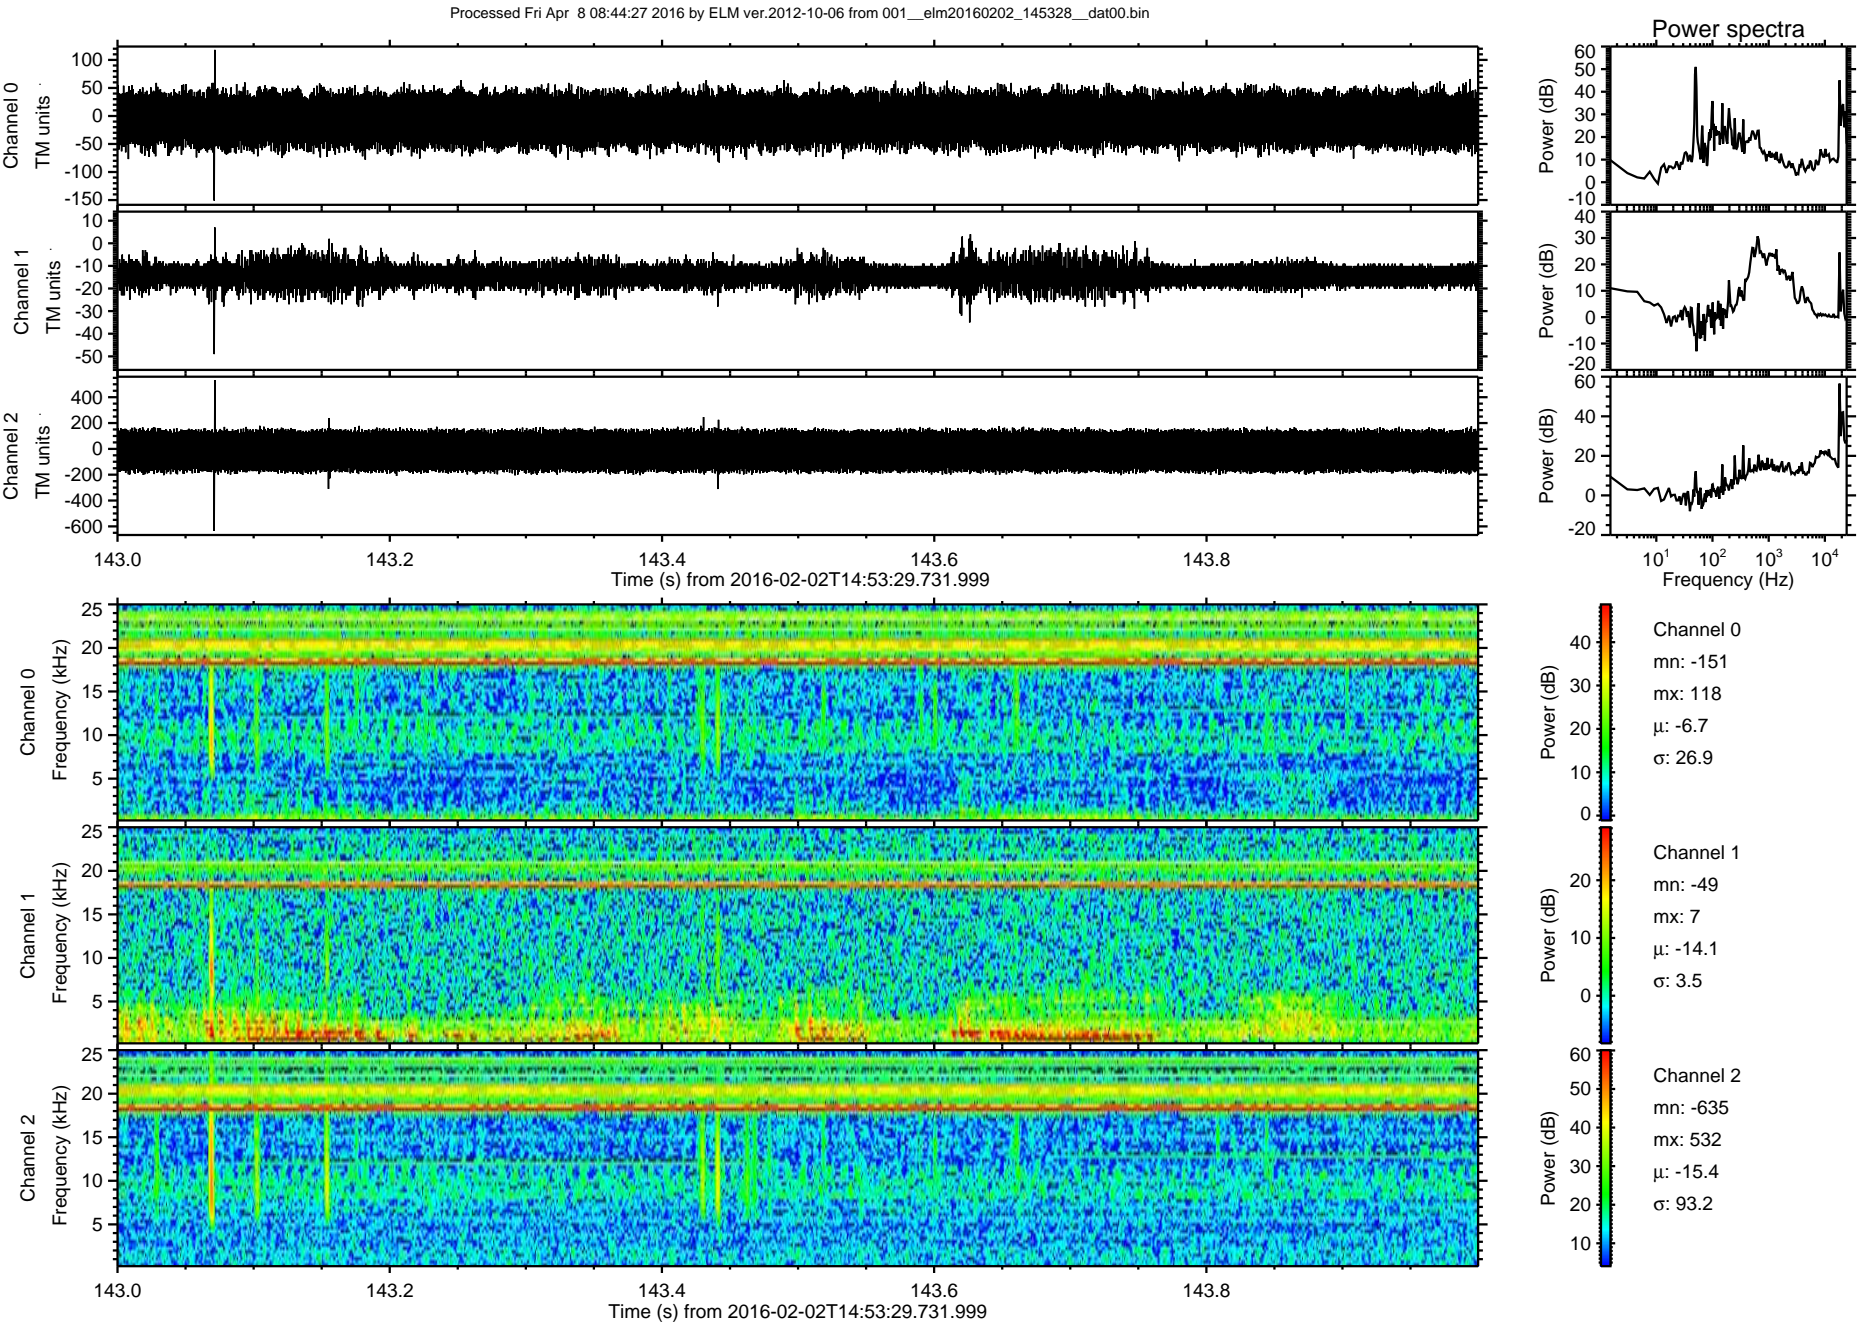 Processed Fri Apr  8 08:44:27 2016 by ELM ver.2012-10-06 from 001__elm20160202_145328__dat00.bin
Power spectra
Channel 0
TM units
100
50
0
-50
-100
-150
Power (dB)
60
50
40
30
20
10
0
-10
Channel 1
TM units
10
0
-10
-20
-30
-40
-50
Power (dB)
40
30
20
10
0
-10
-20
Channel 2
TM units
400
200
0
-200
-400
-600
Power (dB)
60
40
20
0
-20
143.0 143.2 143.4 143.6 143.8
Time (s) from 2016-02-02T14:53:29.731.999
10¹ 10² 10³ 10⁴
Frequency (Hz)
Channel 0
Frequency (kHz)
25
20
15
10
5
Power (dB)
40
30
20
10
0
Channel 0
mn: -151
mx: 118
μ: -6.7
σ: 26.9
Channel 1
Frequency (kHz)
25
20
15
10
5
Power (dB)
20
10
0
Channel 1
mn: -49
mx: 7
μ: -14.1
σ: 3.5
Channel 2
Frequency (kHz)
25
20
15
10
5
Power (dB)
60
50
40
30
20
10
Channel 2
mn: -635
mx: 532
μ: -15.4
σ: 93.2
143.0 143.2 143.4 143.6 143.8
Time (s) from 2016-02-02T14:53:29.731.999